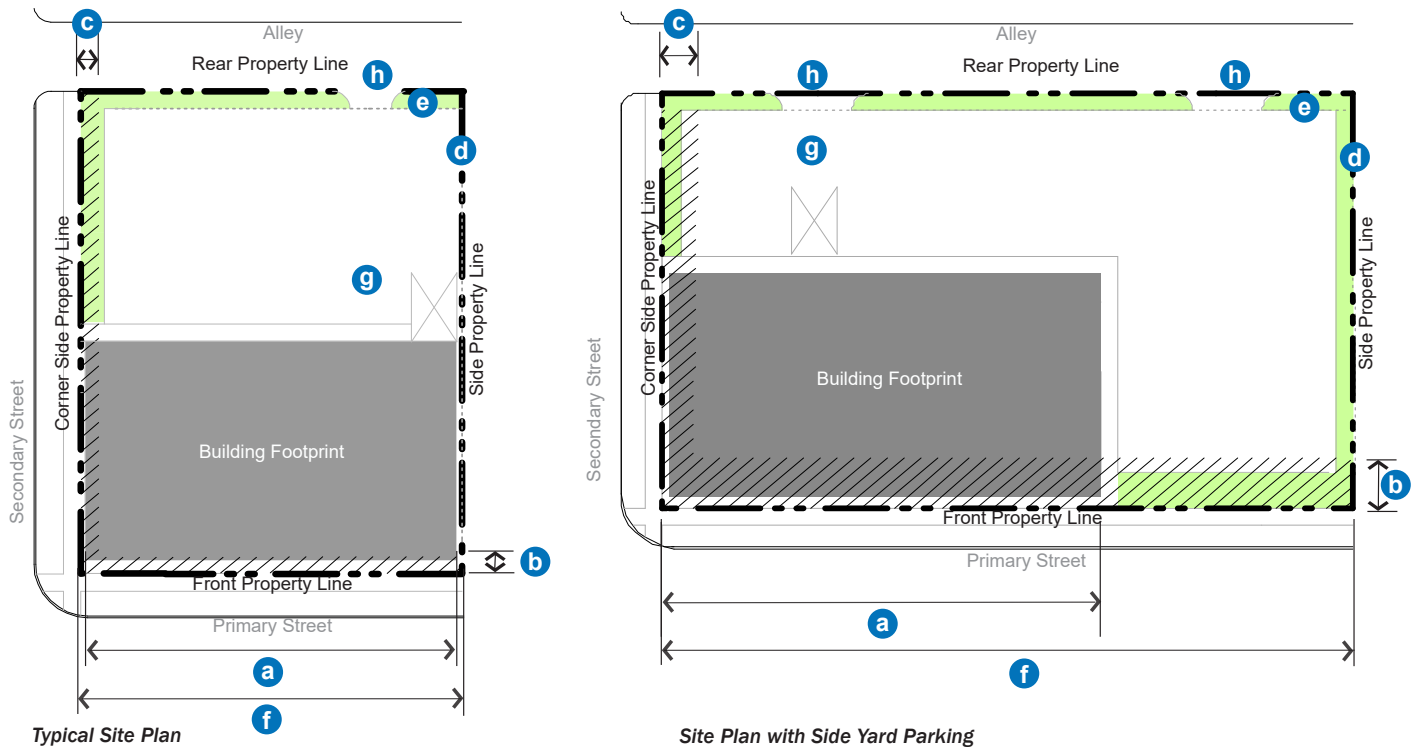 c
Alley
Rear Property Line
h
e
d
Corner Side Property Line
Side Property Line
g
Secondary Street
Building Footprint
b
Front Property Line
Primary Street
a
f
Typical Site Plan
c
Alley
Rear Property Line
h
h
e
d
g
Corner Side Property Line
Side Property Line
Secondary Street
Building Footprint
b
Front Property Line
Primary Street
a
f
Site Plan with Side Yard Parking